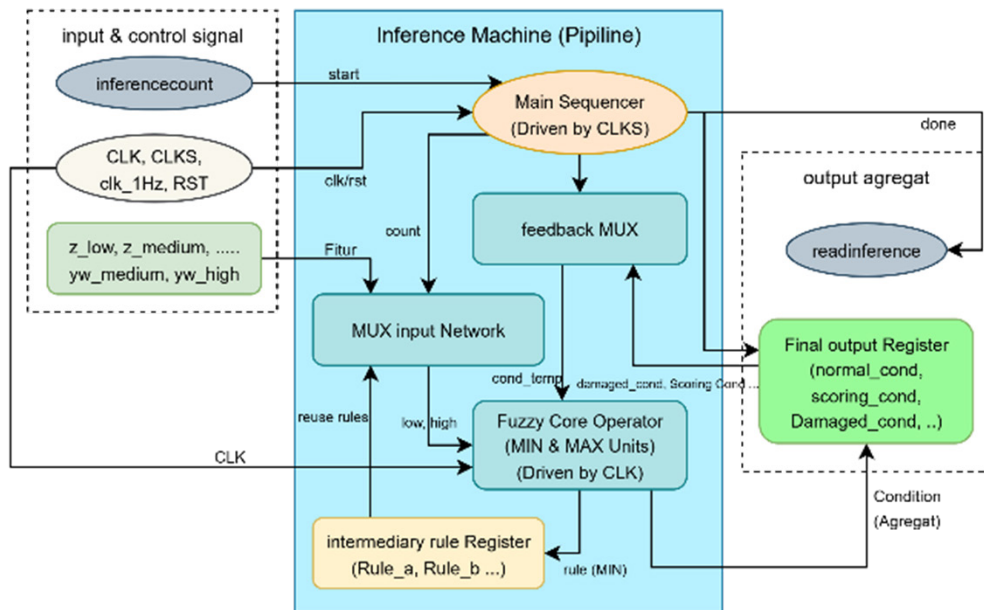 input & control signal
inferencecount
CLK, CLKS,
clk_1Hz, RST
z_low, z_medium, .....
yw_medium, yw_high
Inference Machine (Pipiline)
start
Main Sequencer
(Driven by CLKS)
clk/rst
count
Fitur
feedback MUX
MUX input Network
cond_temp
damaged_cond, Scoring Cond ...
reuse rules
low, high
Fuzzy Core Operator
(MIN & MAX Units)
(Driven by CLK)
CLK
intermediary rule Register
(Rule_a, Rule_b ...)
rule (MIN)
done
output agregat
readinference
Final output Register
(normal_cond,
scoring_cond,
Damaged_cond, ..)
Condition
(Agregat)